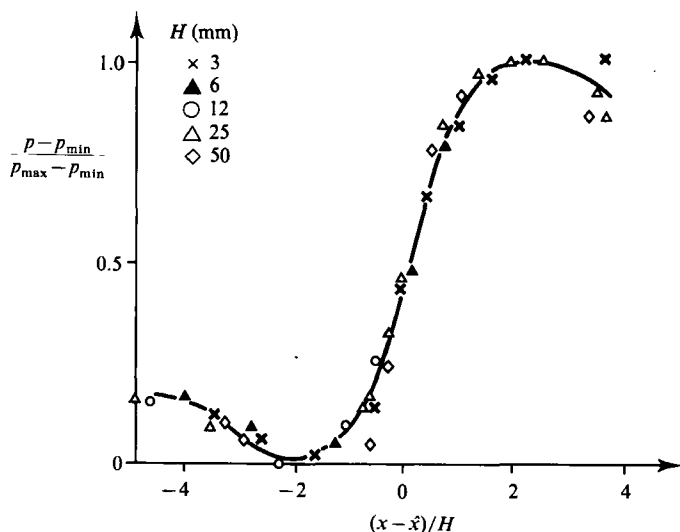 H (mm)
× 3
▲ 6
○ 12
△ 25
◇ 50
1.0
p − p_min
p_max − p_min
0.5
0
−4 −2 0 2 4
(x − x̂)/H